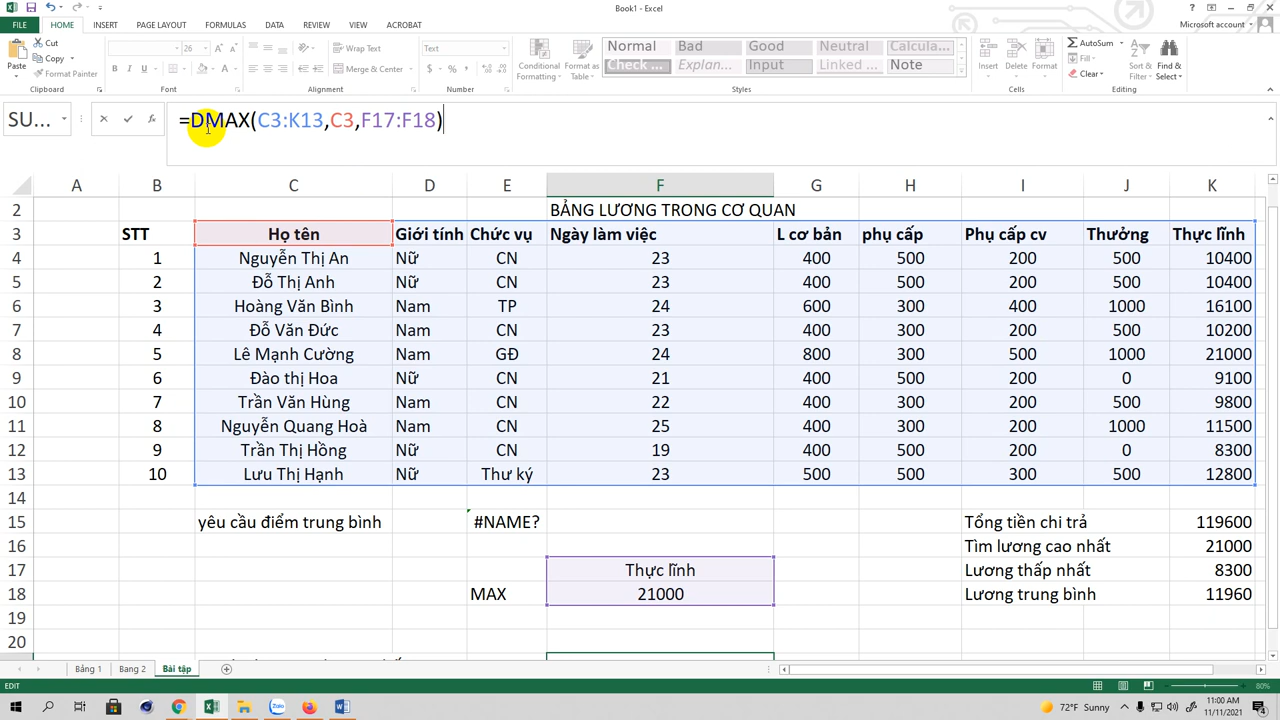 Book1 - Excel
FILE HOME INSERT PAGE LAYOUT FORMULAS DATA REVIEW VIEW ACROBAT Microsoft account
Cut
Copy
Format Painter
Paste
Clipboard
26
B I U
Font
Wrap Text
Merge & Center
Alignment
Text
Number
Conditional Formatting
Format as Table
Normal Bad Good Neutral Calcula...
Check ... Explan... Input Linked ... Note
Styles
Insert Delete Format
Cells
AutoSum
Fill
Clear
Sort & Filter
Find & Select
Editing
SU... =DMAX(C3:K13,C3,F17:F18)
A B C D E F G H I J K
2 BẢNG LƯƠNG TRONG CƠ QUAN
3 STT Họ tên Giới tính Chức vụ Ngày làm việc L cơ bản phụ cấp Phụ cấp cv Thưởng Thực lĩnh
4 1 Nguyễn Thị An Nữ CN 23 400 500 200 500 10400
5 2 Đỗ Thị Anh Nữ CN 23 400 500 200 500 10400
6 3 Hoàng Văn Bình Nam TP 24 600 300 400 1000 16100
7 4 Đỗ Văn Đức Nam CN 23 400 300 200 500 10200
8 5 Lê Mạnh Cường Nam GĐ 24 800 300 500 1000 21000
9 6 Đào thị Hoa Nữ CN 21 400 500 200 0 9100
10 7 Trần Văn Hùng Nam CN 22 400 300 200 500 9800
11 8 Nguyễn Quang Hoà Nam CN 25 400 300 200 1000 11500
12 9 Trần Thị Hồng Nữ CN 19 400 500 200 0 8300
13 10 Lưu Thị Hạnh Nữ Thư ký 23 500 500 300 500 12800
14
15 yêu cầu điểm trung bình #NAME? Tổng tiền chi trả 119600
16 Tìm lương cao nhất 21000
17 Thực lĩnh Lương thấp nhất 8300
18 MAX 21000 Lương trung bình 11960
19
20
Bảng 1 Bang 2 Bài tập
EDIT 80%
72°F Sunny 11:00 AM
11/11/2021